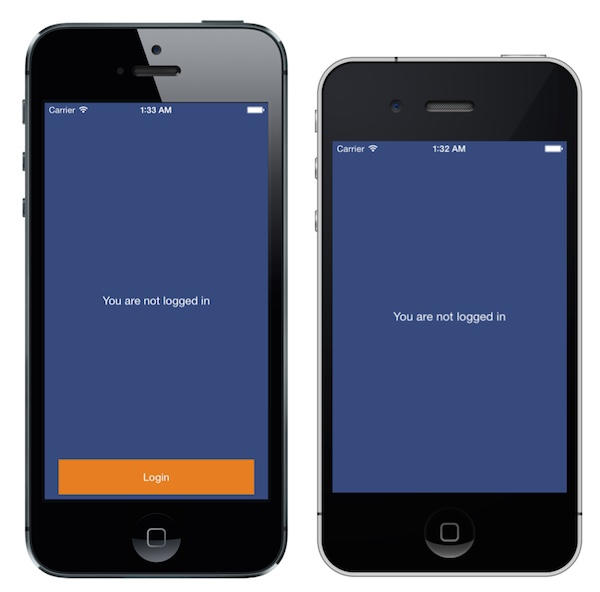 Carrier 1:33 AM
You are not logged in
Login
Carrier 1:32 AM
You are not logged in